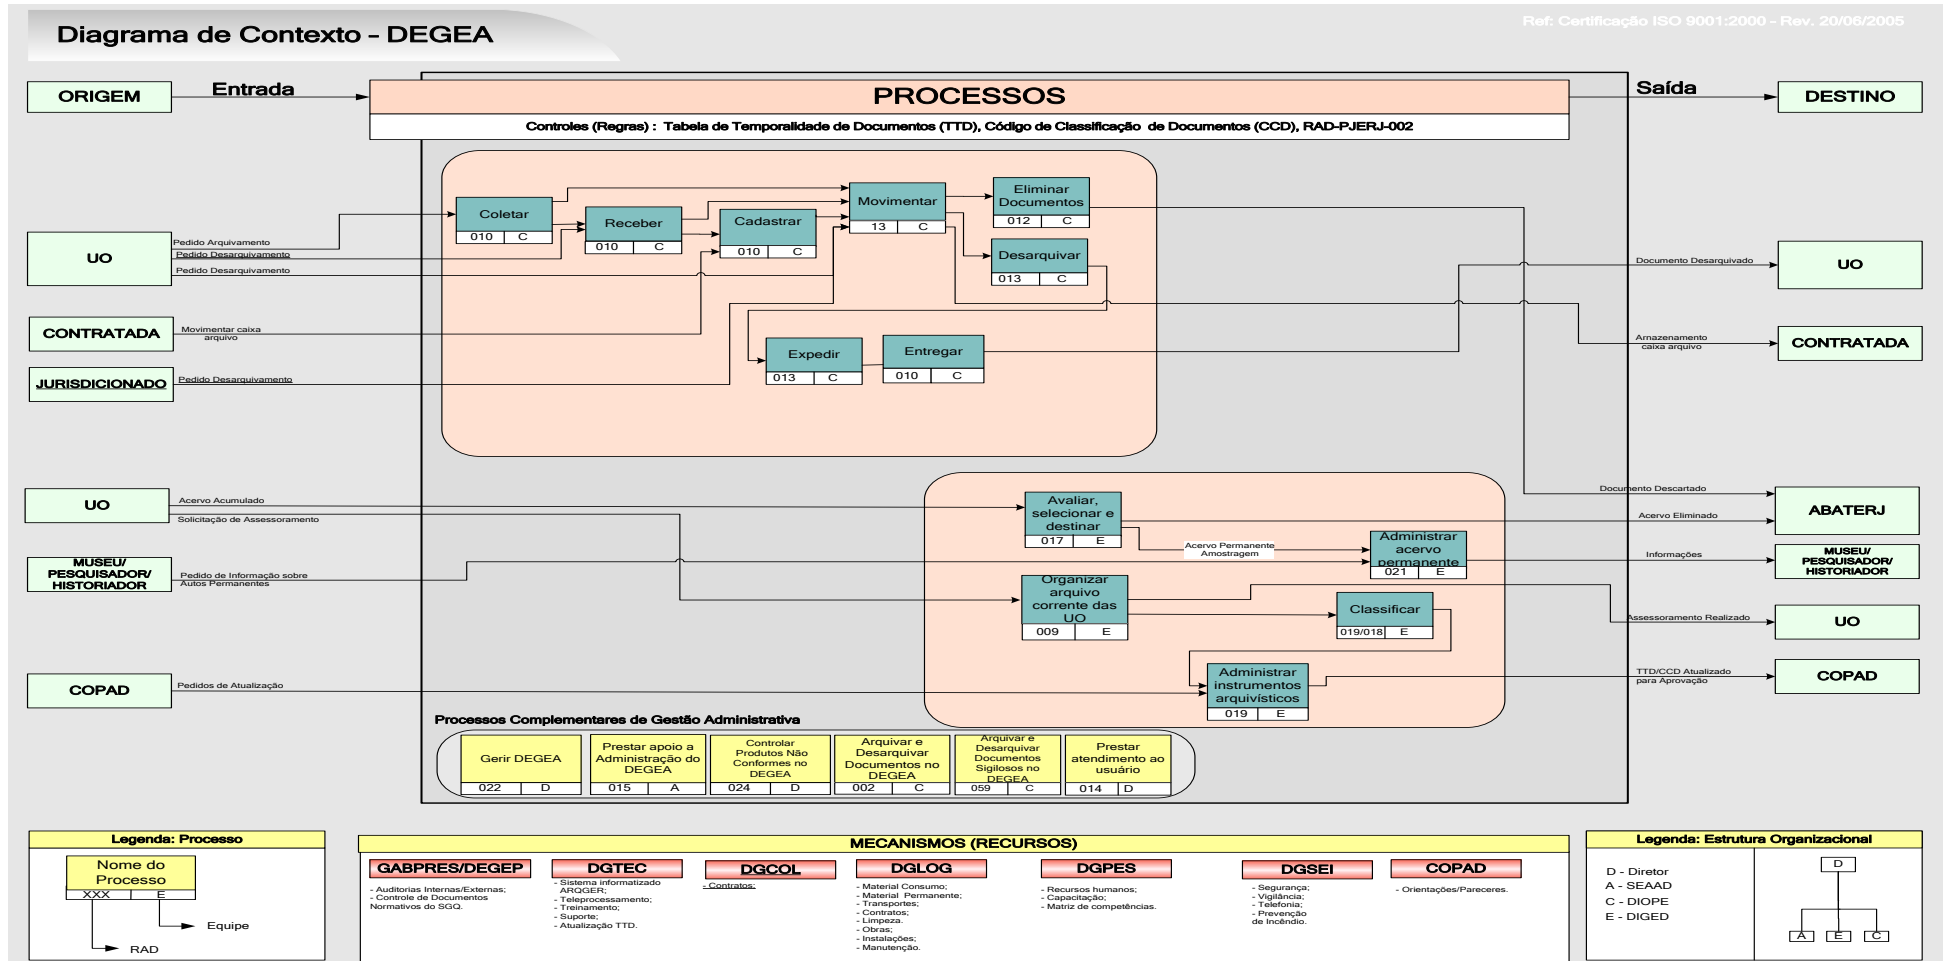 Ref: Certificação ISO 9001:2000 - Rev. 20/06/2005
Diagrama de Contexto - DEGEA
ORIGEM
Entrada
PROCESSOS
Saída
DESTINO
Controles (Regras) : Tabela de Temporalidade de Documentos (TTD), Código de Classificação de Documentos (CCD), RAD-PJERJ-002
UO
Pedido Arquivamento
Pedido Desarquivamento
Pedido Desarquivamento
CONTRATADA
Movimentar caixa
arquivo
JURISDICIONADO
Pedido Desarquivamento
Coletar
010 C
Receber
010 C
Cadastrar
010 C
Movimentar
13 C
Eliminar
Documentos
012 C
Desarquivar
013 C
Expedir
013 C
Entregar
010 C
Documento Desarquivado
UO
Armazenamento
caixa arquivo
CONTRATADA
UO
Acervo Acumulado
Solicitação de Assessoramento
MUSEU/
PESQUISADOR/
HISTORIADOR
Pedido de Informação sobre
Autos Permanentes
COPAD
Pedidos de Atualização
Avaliar,
selecionar e
destinar
017 E
Acervo Permanente
Amostragem
Administrar
acervo
permanente
021 E
Organizar
arquivo
corrente das
UO
009 E
Classificar
019/018 E
Administrar
instrumentos
arquivísticos
019 E
Documento Descartado
Acervo Eliminado
ABATERJ
Informações
MUSEU/
PESQUISADOR/
HISTORIADOR
Assessoramento Realizado
UO
TTD/CCD Atualizado
para Aprovação
COPAD
Processos Complementares de Gestão Administrativa
Gerir DEGEA
022 D
Prestar apoio a
Administração do
DEGEA
015 A
Controlar
Produtos Não
Conformes no
DEGEA
024 D
Arquivar e
Desarquivar
Documentos no
DEGEA
002 C
Arquivar e
Desarquivar
Documentos
Sigilosos no
DEGEA
059 C
Prestar
atendimento ao
usuário
014 D
Legenda: Processo
Nome do
Processo
XXX E
Equipe
RAD
MECANISMOS (RECURSOS)
GABPRES/DEGEP
- Auditorias Internas/Externas;
- Controle de Documentos
Normativos do SGQ.
DGTEC
- Sistema informatizado
ARQGER;
- Teleprocessamento;
- Treinamento;
- Suporte;
- Atualização TTD.
DGCOL
- Contratos;
DGLOG
- Material Consumo;
- Material Permanente;
- Transportes;
- Contratos;
- Limpeza.
- Obras;
- Instalações;
- Manutenção.
DGPES
- Recursos humanos;
- Capacitação;
- Matriz de competências.
DGSEI
- Segurança;
- Vigilância;
- Telefonia;
- Prevenção
de Incêndio.
COPAD
- Orientações/Pareceres.
Legenda: Estrutura Organizacional
D - Diretor
A - SEAAD
C - DIOPE
E - DIGED
D
A E C